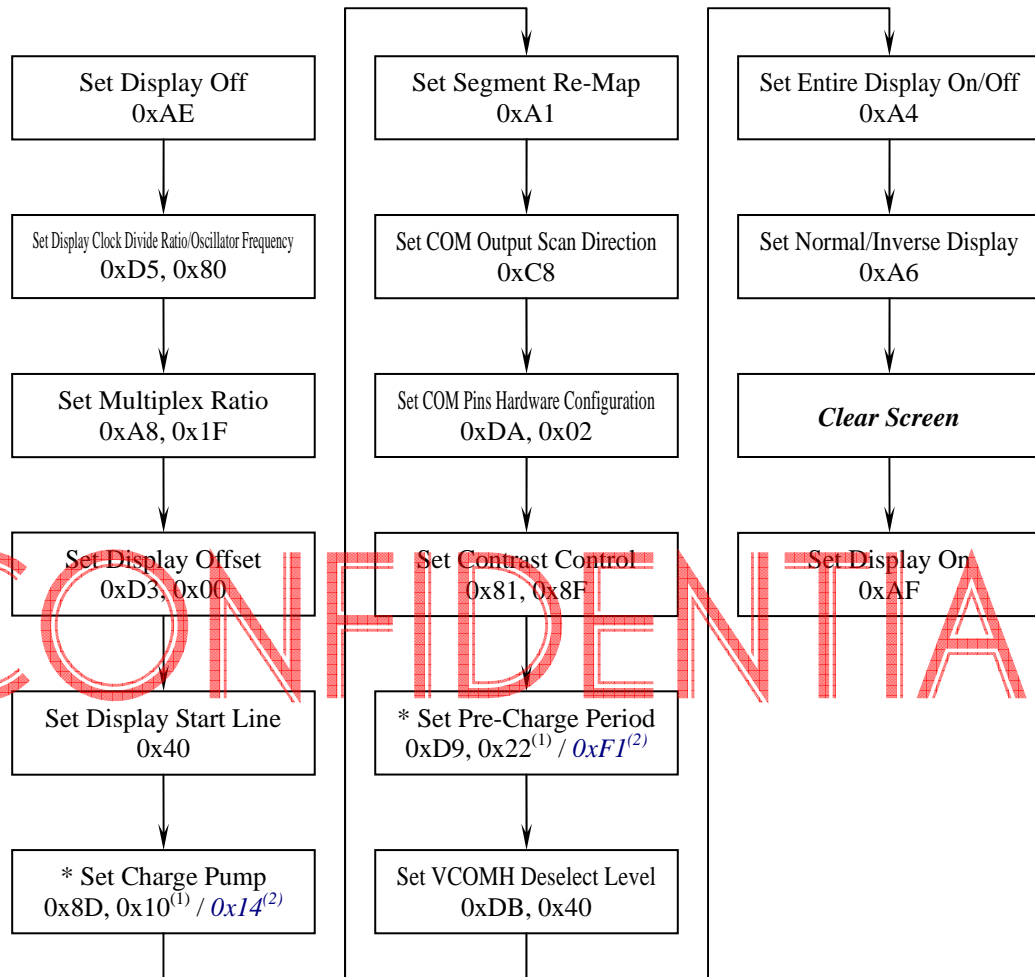 Set Display Off
0xAE
Set Display Clock Divide Ratio/Oscillator Frequency
0xD5, 0x80
Set Multiplex Ratio
0xA8, 0x1F
Set Display Offset
0xD3, 0x00
Set Display Start Line
0x40
* Set Charge Pump
0x8D, 0x10(1) / 0x14(2)
Set Segment Re-Map
0xA1
Set COM Output Scan Direction
0xC8
Set COM Pins Hardware Configuration
0xDA, 0x02
Set Contrast Control
0x81, 0x8F
* Set Pre-Charge Period
0xD9, 0x22(1) / 0xF1(2)
Set VCOMH Deselect Level
0xDB, 0x40
Set Entire Display On/Off
0xA4
Set Normal/Inverse Display
0xA6
Clear Screen
Set Display On
0xAF
CONFIDENTIA